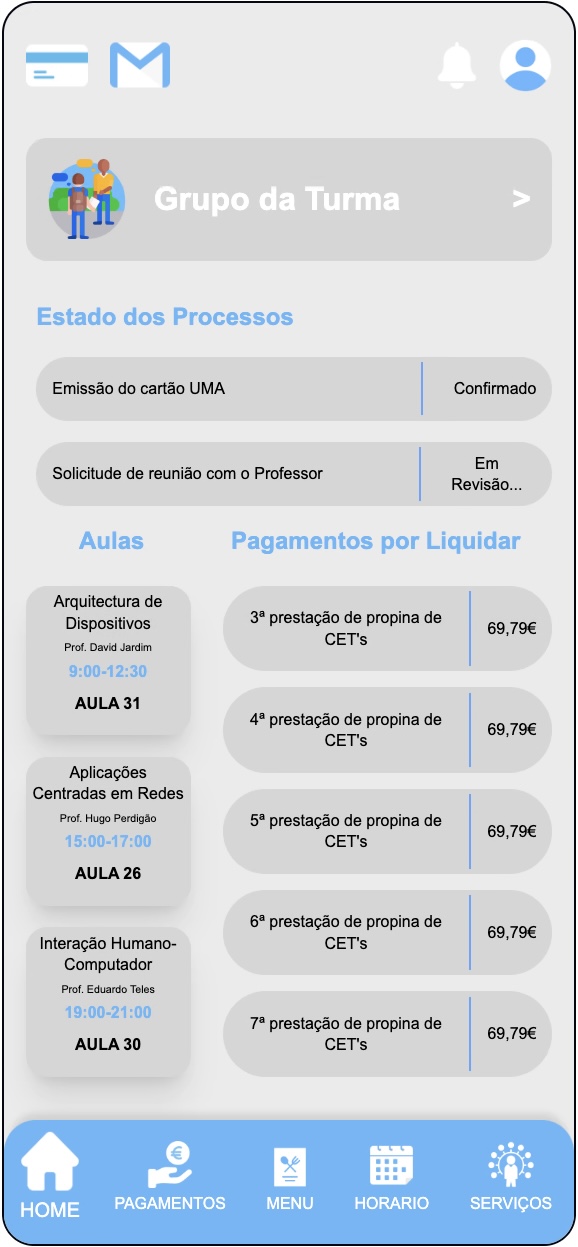 Grupo da Turma >
Estado dos Processos
Emissão do cartão UMA
Confirmado
Solicitude de reunião com o Professor
Em
Revisão...
Aulas
Arquitectura de
Dispositivos
Prof. David Jardim
9:00-12:30
AULA 31
Aplicações
Centradas em Redes
Prof. Hugo Perdigão
15:00-17:00
AULA 26
Interação Humano-
Computador
Prof. Eduardo Teles
19:00-21:00
AULA 30
Pagamentos por Liquidar
3ª prestação de propina de
CET's
69,79€
4ª prestação de propina de
CET's
69,79€
5ª prestação de propina de
CET's
69,79€
6ª prestação de propina de
CET's
69,79€
7ª prestação de propina de
CET's
69,79€
HOME
€
PAGAMENTOS
MENU
HORARIO
SERVIÇOS